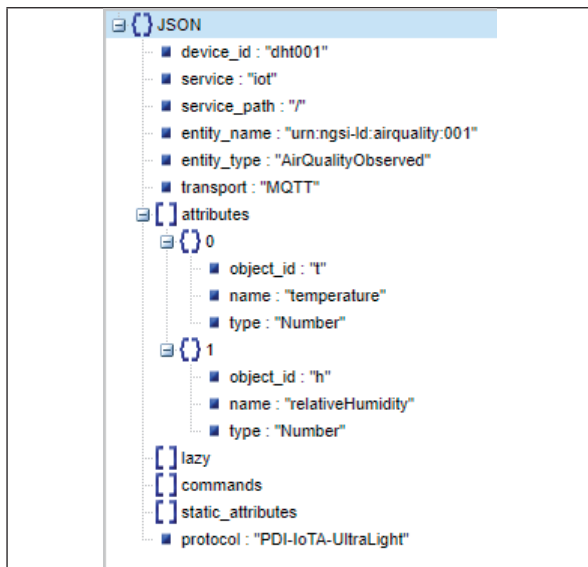 JSON
device_id : "dht001"
service : "iot"
service_path : "/"
entity_name : "urn:ngsi-ld:airquality:001"
entity_type : "AirQualityObserved"
transport : "MQTT"
attributes
0
object_id : "t"
name : "temperature"
type : "Number"
1
object_id : "h"
name : "relativeHumidity"
type : "Number"
lazy
commands
static_attributes
protocol : "PDI-IoTA-UltraLight"